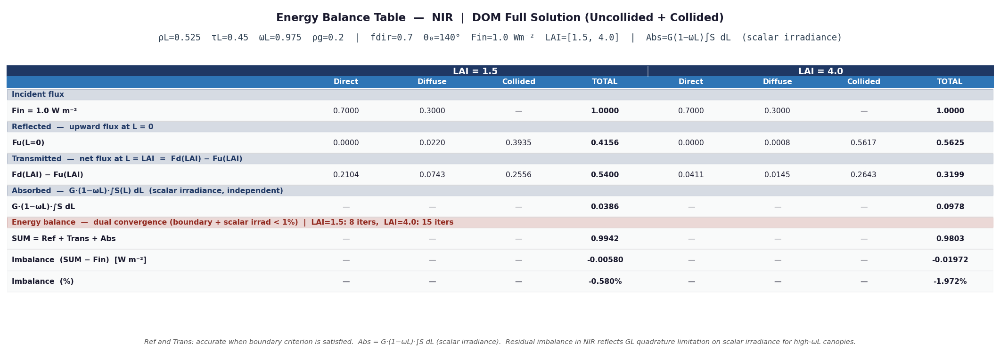 Energy Balance Table — NIR | DOM Full Solution (Uncollided + Collided)
ρL=0.525 τL=0.45 ωL=0.975 ρg=0.2 | fdir=0.7 θ₀=140° Fin=1.0 Wm⁻² LAI=[1.5, 4.0] | Abs=G(1−ωL)∫S dL (scalar irradiance)
LAI = 1.5 LAI = 4.0
Direct Diffuse Collided TOTAL Direct Diffuse Collided TOTAL
Incident flux
Fin = 1.0 W m⁻² 0.7000 0.3000 — 1.0000 0.7000 0.3000 — 1.0000
Reflected — upward flux at L = 0
Fu(L=0) 0.0000 0.0220 0.3935 0.4156 0.0000 0.0008 0.5617 0.5625
Transmitted — net flux at L = LAI = Fd(LAI) − Fu(LAI)
Fd(LAI) − Fu(LAI) 0.2104 0.0743 0.2556 0.5400 0.0411 0.0145 0.2643 0.3199
Absorbed — G·(1−ωL)·∫S(L) dL (scalar irradiance, independent)
G·(1−ωL)·∫S dL — — — 0.0386 — — — 0.0978
Energy balance — dual convergence (boundary + scalar irrad < 1%) | LAI=1.5: 8 iters, LAI=4.0: 15 iters
SUM = Ref + Trans + Abs — — — 0.9942 — — — 0.9803
Imbalance (SUM − Fin) [W m⁻²] — — — -0.00580 — — — -0.01972
Imbalance (%) — — — -0.580% — — — -1.972%
Ref and Trans: accurate when boundary criterion is satisfied. Abs = G·(1−ωL)·∫S dL (scalar irradiance). Residual imbalance in NIR reflects GL quadrature limitation on scalar irradiance for high-ωL canopies.